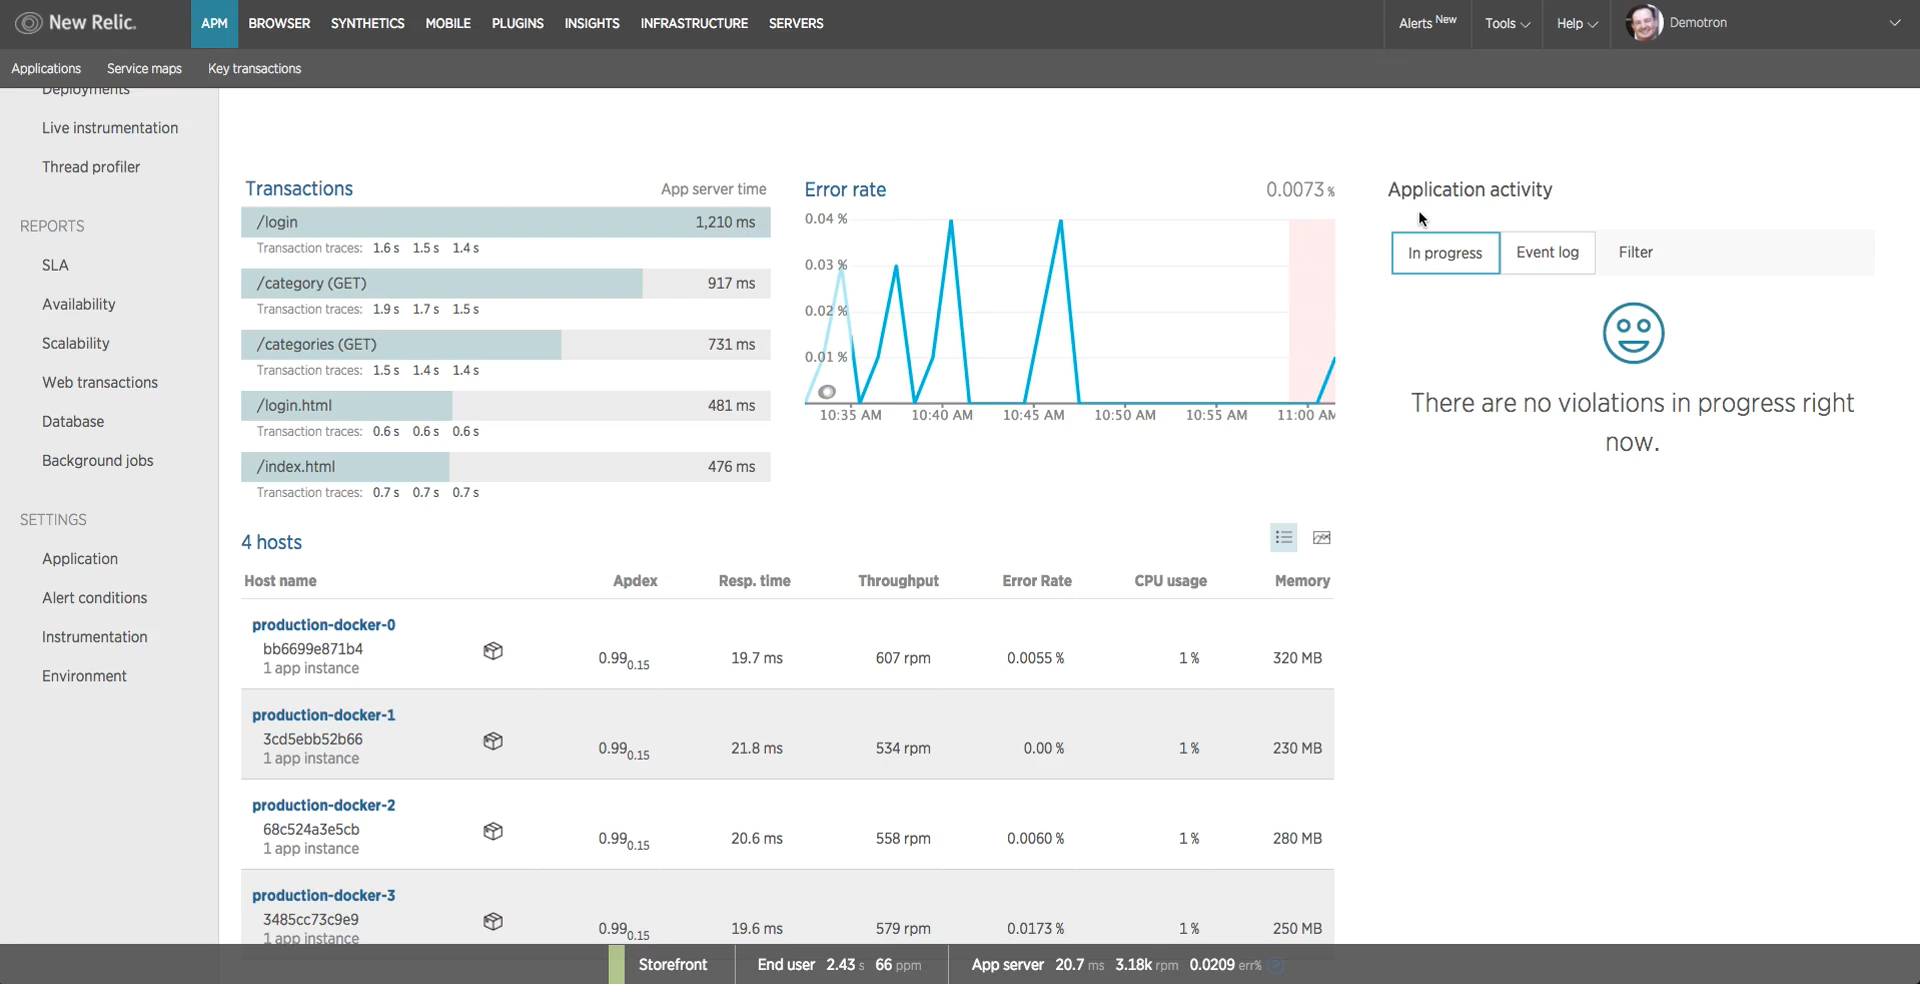 New Relic.
APM BROWSER SYNTHETICS MOBILE PLUGINS INSIGHTS INFRASTRUCTURE SERVERS
Alerts New Tools Help Demotron
Applications Service maps Key transactions
Deployments
Live instrumentation
Thread profiler
REPORTS
SLA
Availability
Scalability
Web transactions
Database
Background jobs
SETTINGS
Application
Alert conditions
Instrumentation
Environment
Transactions App server time
/login 1,210 ms
Transaction traces: 1.6 s 1.5 s 1.4 s
/category (GET) 917 ms
Transaction traces: 1.9 s 1.7 s 1.5 s
/categories (GET) 731 ms
Transaction traces: 1.5 s 1.4 s 1.4 s
/login.html 481 ms
Transaction traces: 0.6 s 0.6 s 0.6 s
/index.html 476 ms
Transaction traces: 0.7 s 0.7 s 0.7 s
Error rate 0.0073 %
0.04 %
0.03 %
0.02 %
0.01 %
10:35 AM 10:40 AM 10:45 AM 10:50 AM 10:55 AM 11:00 AM
Application activity
In progress Event log Filter
There are no violations in progress right
now.
4 hosts
Host name Apdex Resp. time Throughput Error Rate CPU usage Memory
production-docker-0
bb6699e871b4
1 app instance
0.99 0.15 19.7 ms 607 rpm 0.0055 % 1 % 320 MB
production-docker-1
3cd5ebb52b66
1 app instance
0.99 0.15 21.8 ms 534 rpm 0.00 % 1 % 230 MB
production-docker-2
68c524a3e5cb
1 app instance
0.99 0.15 20.6 ms 558 rpm 0.0060 % 1 % 280 MB
production-docker-3
3485cc73c9e9
1 app instance
0.99 0.15 19.6 ms 579 rpm 0.0173 % 1 % 250 MB
Storefront End user 2.43 s 66 ppm App server 20.7 ms 3.18k rpm 0.0209 err%